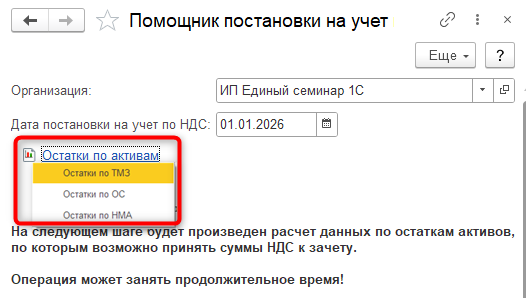 Помощник постановки на учет
Еще
?
Организация: ИП Единый семинар 1С
Дата постановки на учет по НДС: 01.01.2026
Остатки по активам
Остатки по ТМЗ
Остатки по ОС
Остатки по НМА
На следующем шаге будет произведен расчет данных по остаткам активов,
по которым возможно принять суммы НДС к зачету.
Операция может занять продолжительное время!